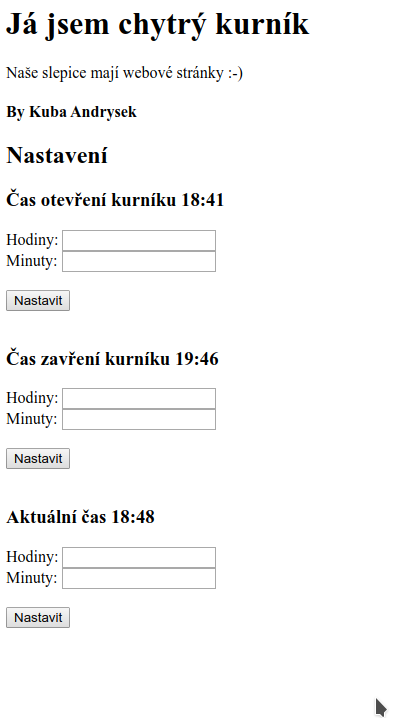 Já jsem chytrý kurník
Naše slepice mají webové stránky :-)
By Kuba Andrysek
Nastavení
Čas otevření kurníku 18:41
Hodiny:
Minuty:
Nastavit
Čas zavření kurníku 19:46
Hodiny:
Minuty:
Nastavit
Aktuální čas 18:48
Hodiny:
Minuty:
Nastavit